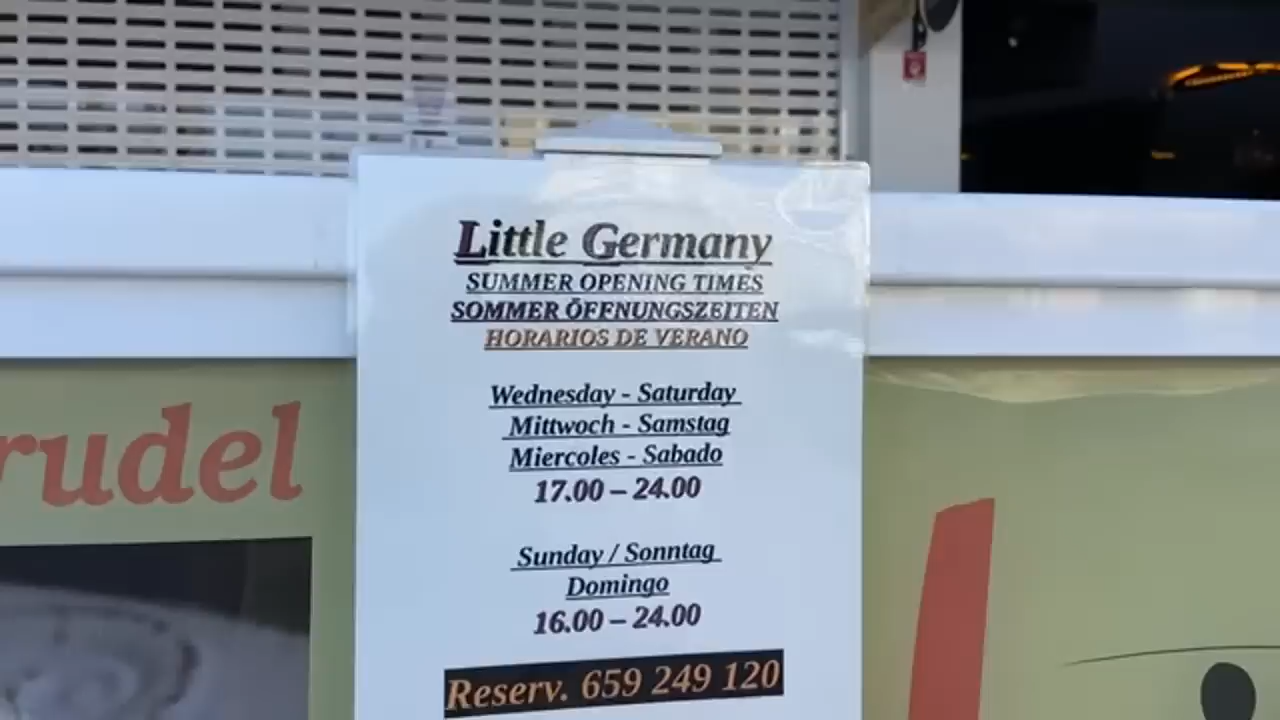 Little Germany
SUMMER OPENING TIMES
SOMMER ÖFFNUNGSZEITEN
HORARIOS DE VERANO
Wednesday - Saturday
Mittwoch - Samstag
Miercoles - Sabado
17.00 – 24.00
Sunday / Sonntag
Domingo
16.00 – 24.00
Reserv. 659 249 120
rudel